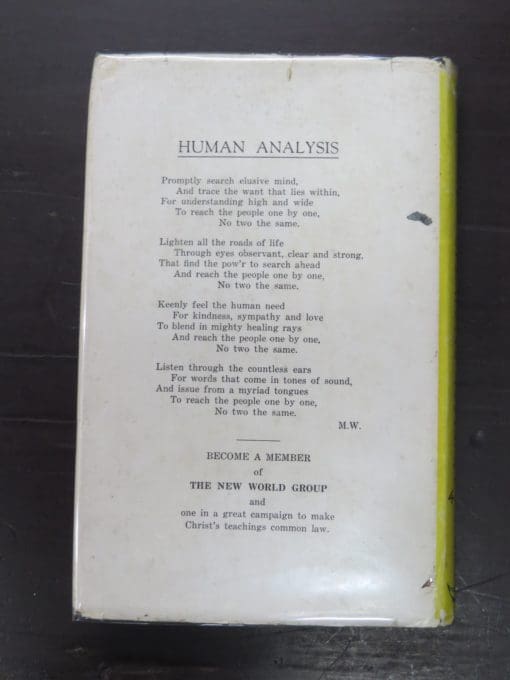 HUMAN ANALYSIS
Promptly search elusive mind,
And trace the want that lies within,
For understanding high and wide
To reach the people one by one,
No two the same.
Lighten all the roads of life
Through eyes observant, clear and strong,
That find the pow'r to search ahead
And reach the people one by one,
No two the same.
Keenly feel the human need
For kindness, sympathy and love
To blend in mighty healing rays
And reach the people one by one,
No two the same.
Listen through the countless ears
For words that come in tones of sound,
And issue from a myriad tongues
To reach the people one by one,
No two the same.
M.W.
BECOME A MEMBER
of
THE NEW WORLD GROUP
and
one in a great campaign to make
Christ's teachings common law.